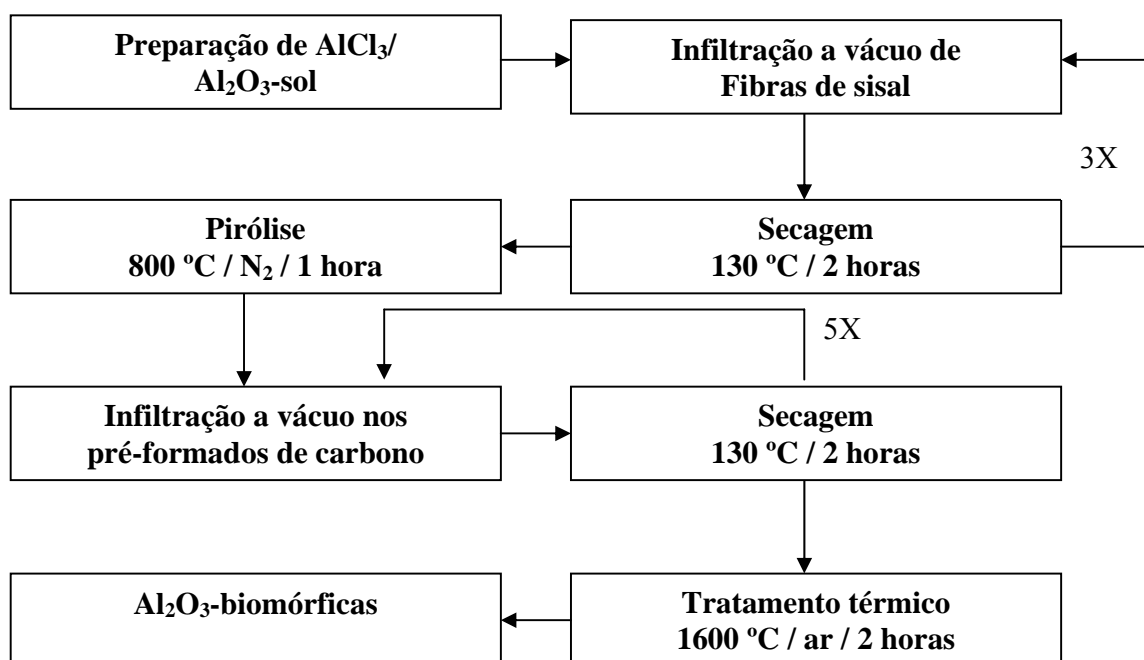 Preparação de AlCl₃/
Al₂O₃-sol
Infiltração a vácuo de
Fibras de sisal
3X
Pirólise
800 ºC / N₂ / 1 hora
Secagem
130 ºC / 2 horas
5X
Infiltração a vácuo nos
pré-formados de carbono
Secagem
130 ºC / 2 horas
Al₂O₃-biomórficas
Tratamento térmico
1600 ºC / ar / 2 horas